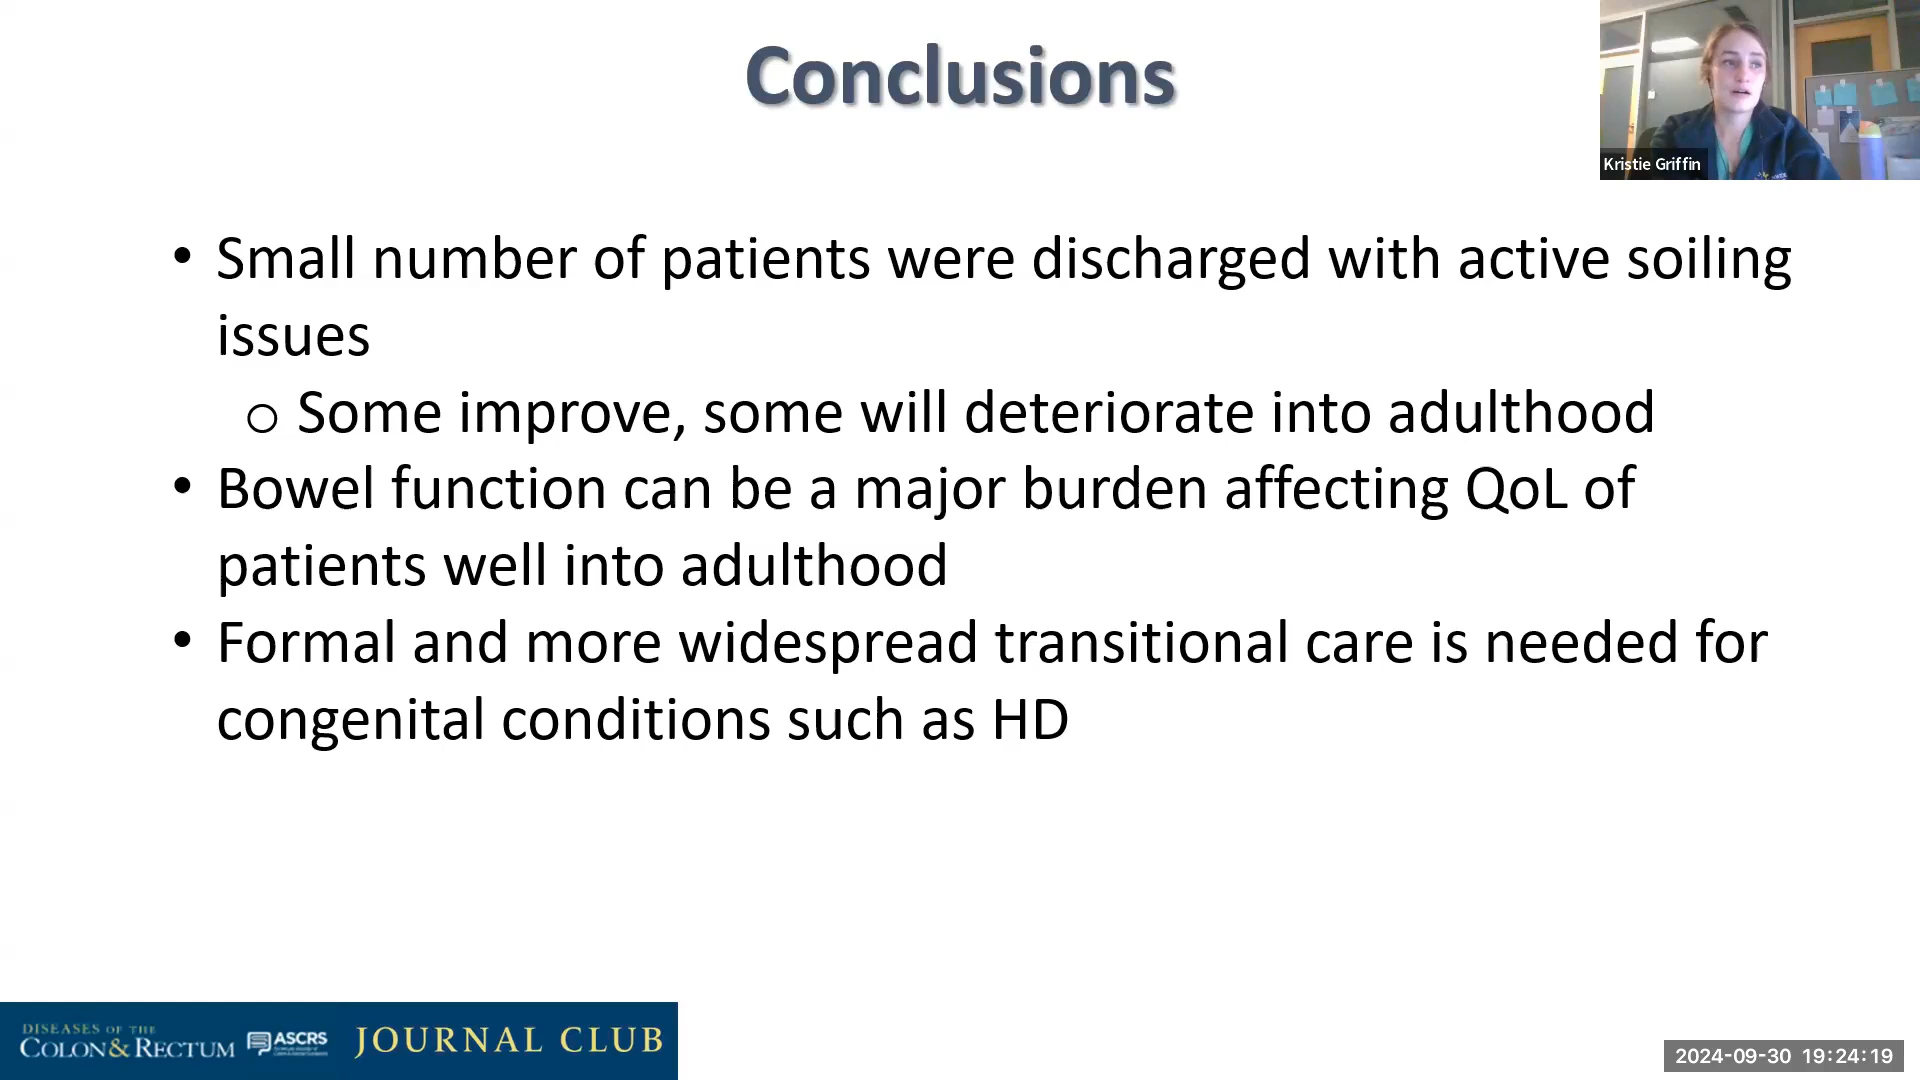 Conclusions
Kristie Griffin
• Small number of patients were discharged with active soiling
issues
o Some improve, some will deteriorate into adulthood
• Bowel function can be a major burden affecting QoL of
patients well into adulthood
• Formal and more widespread transitional care is needed for
congenital conditions such as HD
DISEASES OF THE
COLON & RECTUM
ASCRS
JOURNAL CLUB
2024-09-30 19:24:19